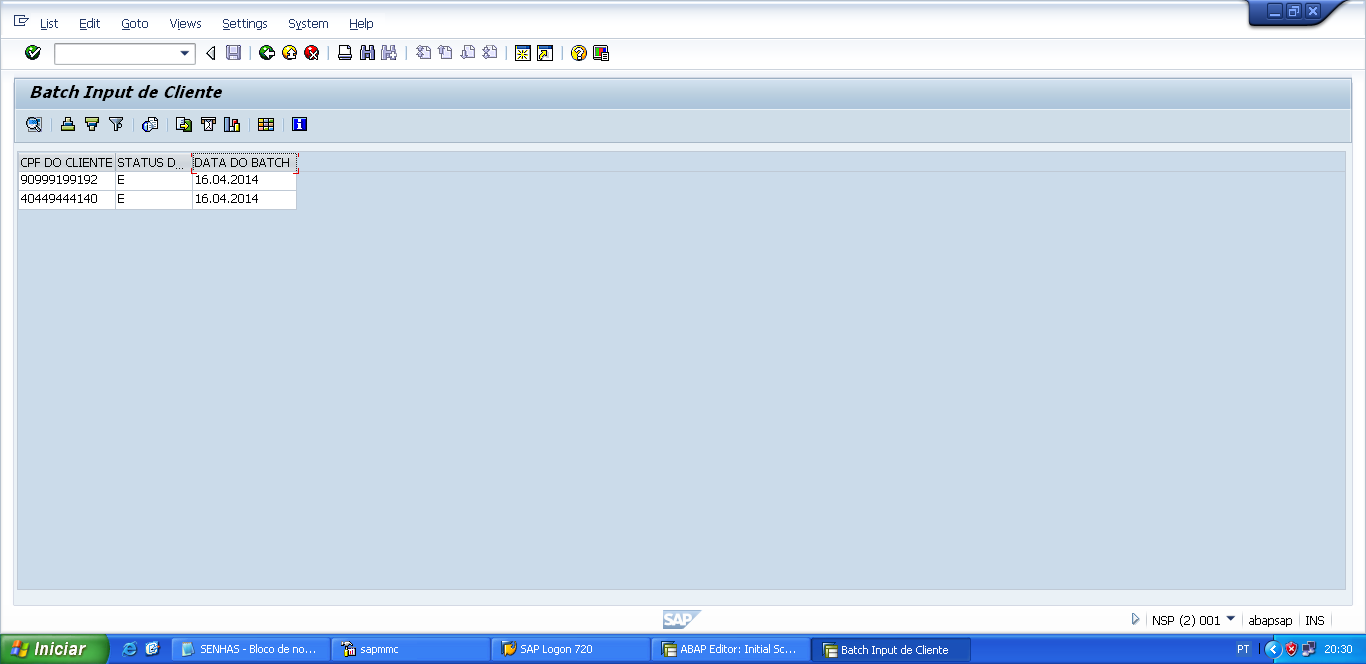 List Edit Goto Views Settings System Help
Batch Input de Cliente
CPF DO CLIENTE STATUS D... DATA DO BATCH
90999199192 E 16.04.2014
40449444140 E 16.04.2014
SAP
NSP (2) 001 abapsap INS
Iniciar SENHAS - Bloco de no... sapmmc SAP Logon 720 ABAP Editor: Initial Sc... Batch Input de Cliente PT 20:30